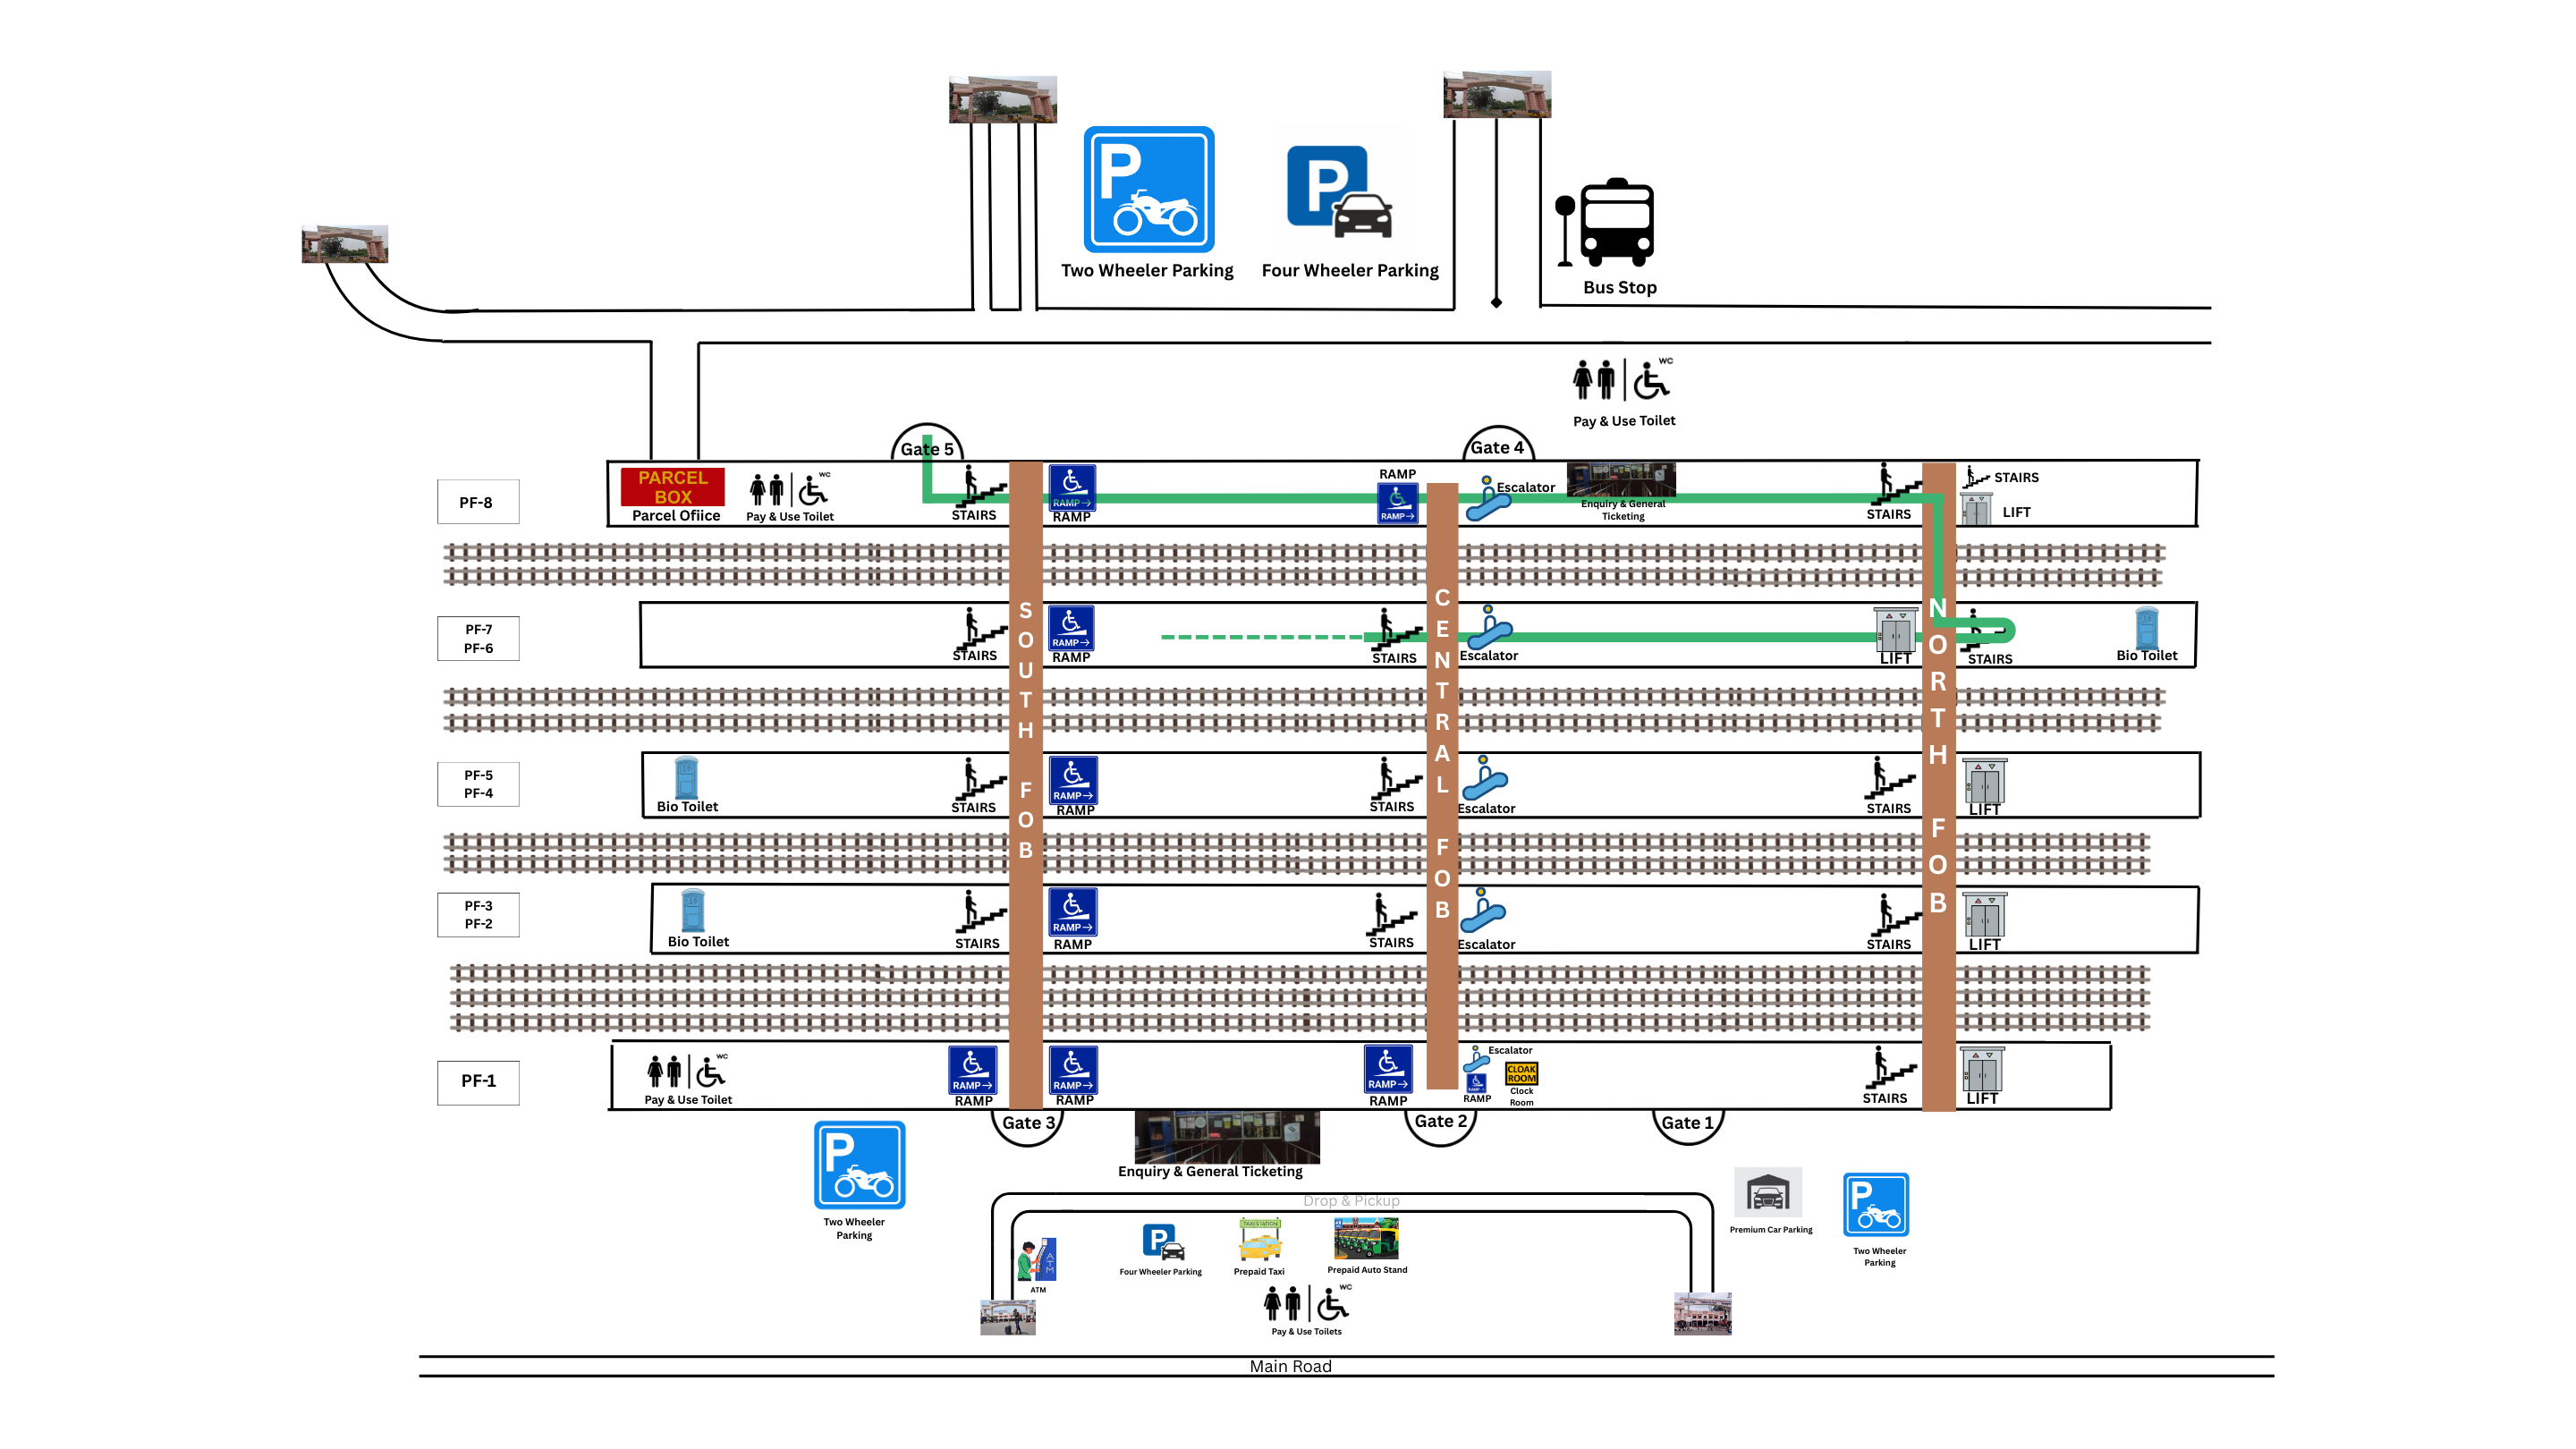 Two Wheeler Parking
Four Wheeler Parking
Bus Stop
WC
Pay & Use Toilet
Gate 5
Gate 4
PF-8
PARCEL
BOX
Parcel Ofiice
WC
Pay & Use Toilet
STAIRS
RAMP→
RAMP
RAMP
RAMP→
Escalator
Enquiry & General
Ticketing
STAIRS
STAIRS
LIFT
PF-7
PF-6
STAIRS
RAMP→
RAMP
STAIRS
Escalator
LIFT
STAIRS
Bio Toilet
SOUTH FOB
CENTRAL FOB
NORTH FOB
PF-5
PF-4
Bio Toilet
STAIRS
RAMP→
RAMP
STAIRS
Escalator
STAIRS
LIFT
PF-3
PF-2
Bio Toilet
STAIRS
RAMP→
RAMP
STAIRS
Escalator
STAIRS
LIFT
PF-1
WC
Pay & Use Toilet
RAMP→
RAMP
RAMP→
RAMP
RAMP→
RAMP
Escalator
RAMP
CLOAK
ROOM
Clock
Room
STAIRS
LIFT
Gate 3
Gate 2
Gate 1
Enquiry & General Ticketing
Two Wheeler
Parking
Drop & Pickup
Premium Car Parking
Two Wheeler
Parking
ATM
ATM
Four Wheeler Parking
TAXI STATION
Prepaid Taxi
Prepaid Auto Stand
WC
Pay & Use Toilets
Main Road